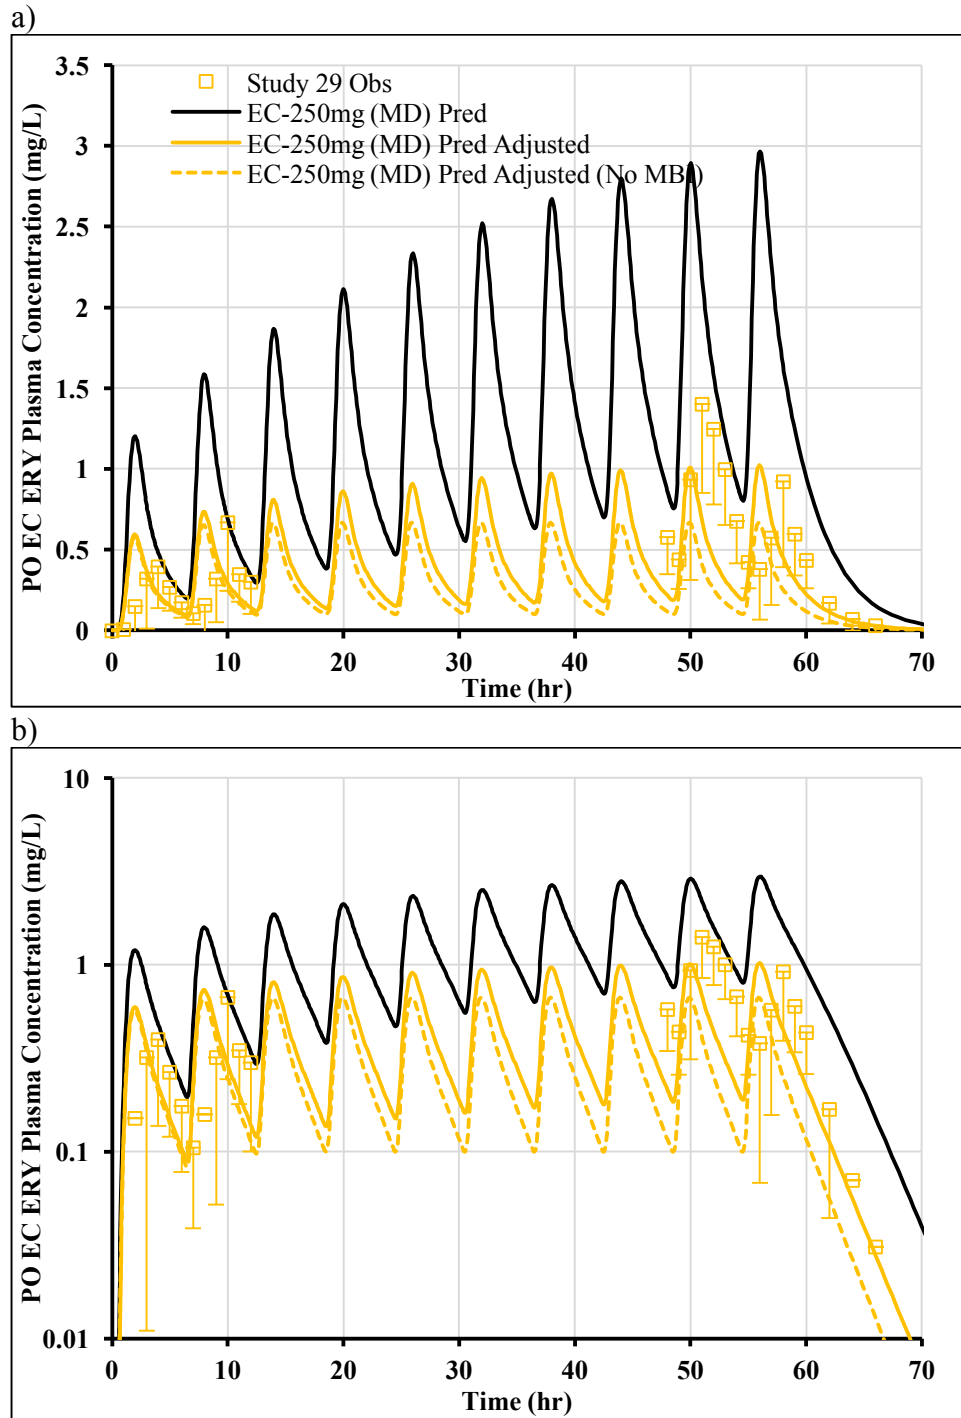 a)
3.5
3
2.5
2
1.5
1
0.5
0
PO EC ERY Plasma Concentration (mg/L)
Study 29 Obs
EC-250mg (MD) Pred
EC-250mg (MD) Pred Adjusted
EC-250mg (MD) Pred Adjusted (No MBI)
0 10 20 30 40 50 60 70
Time (hr)
b)
10
1
0.1
0.01
PO EC ERY Plasma Concentration (mg/L)
0 10 20 30 40 50 60 70
Time (hr)